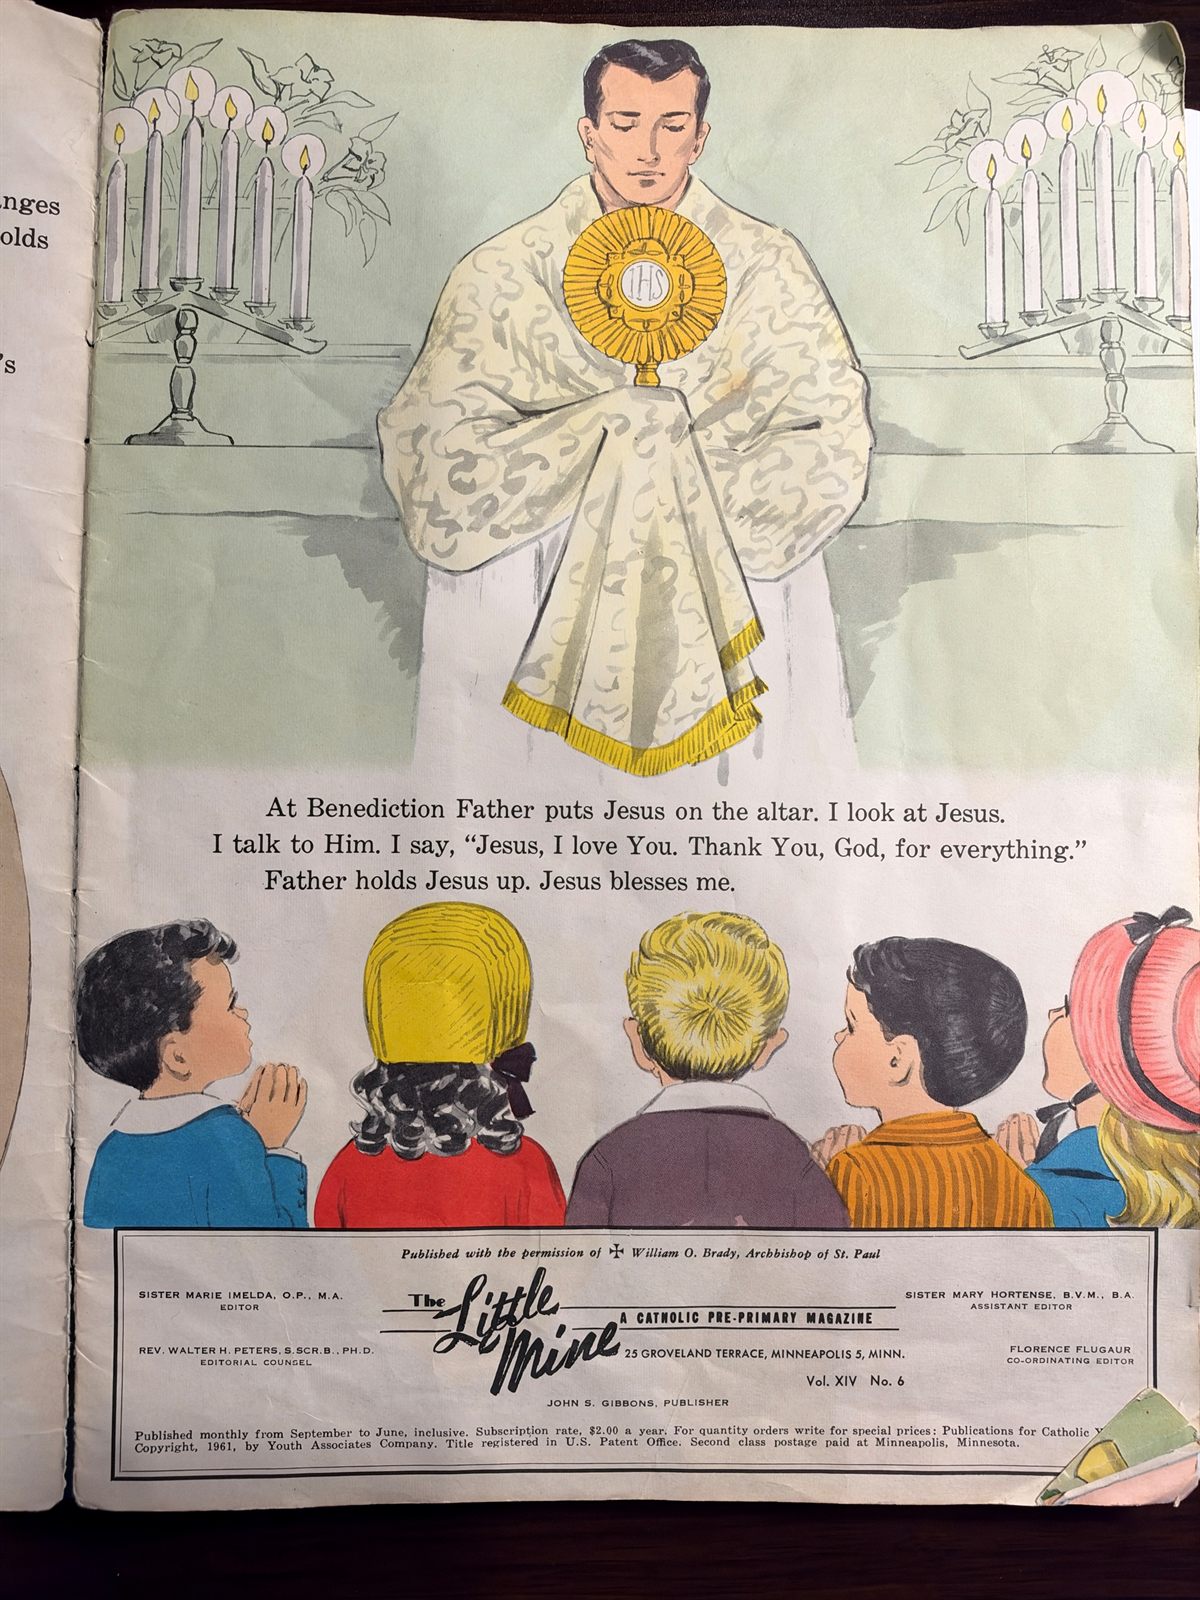 anges
olds
's
IHS
At Benediction Father puts Jesus on the altar. I look at Jesus.
I talk to Him. I say, “Jesus, I love You. Thank You, God, for everything.”
Father holds Jesus up. Jesus blesses me.
Published with the permission of ✠ William O. Brady, Archbishop of St. Paul
SISTER MARIE IMELDA, O.P., M.A.
EDITOR
REV. WALTER H. PETERS, S.SCR.B., PH.D.
EDITORIAL COUNSEL
The Little Mine
A CATHOLIC PRE-PRIMARY MAGAZINE
25 GROVELAND TERRACE, MINNEAPOLIS 5, MINN.
Vol. XIV No. 6
JOHN S. GIBBONS, PUBLISHER
SISTER MARY HORTENSE, B.V.M., B.A.
ASSISTANT EDITOR
FLORENCE FLUGAUR
CO-ORDINATING EDITOR
Published monthly from September to June, inclusive. Subscription rate, $2.00 a year. For quantity orders write for special prices: Publications for Catholic
Copyright, 1961, by Youth Associates Company. Title registered in U.S. Patent Office. Second class postage paid at Minneapolis, Minnesota.